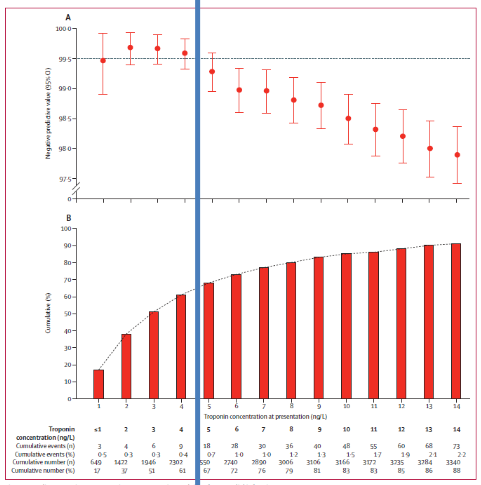 A
Negative predictive value (95% CI)
100·0
99·5
99·0
98·5
98·0
97·5
0
B
Cumulative (%)
100
90
80
70
60
50
40
30
20
10
0
1 2 3 4 5 6 7 8 9 10 11 12 13 14
Troponin concentration at presentation (ng/L)
Troponin concentration (ng/L) ≤1 2 3 4 5 6 7 8 9 10 11 12 13 14
Cumulative events (n) 3 4 6 9 18 28 30 36 40 48 55 60 68 73
Cumulative events (%) 0·5 0·3 0·3 0·4 0·7 1·0 1·0 1·2 1·3 1·5 1·7 1·9 2·1 2·2
Cumulative number (n) 649 1946 2740 2890 3006 3106 3166 3340
Cumulative number (%) 17 37 51 61 67 72 76 79 81 83 83 85 86 88